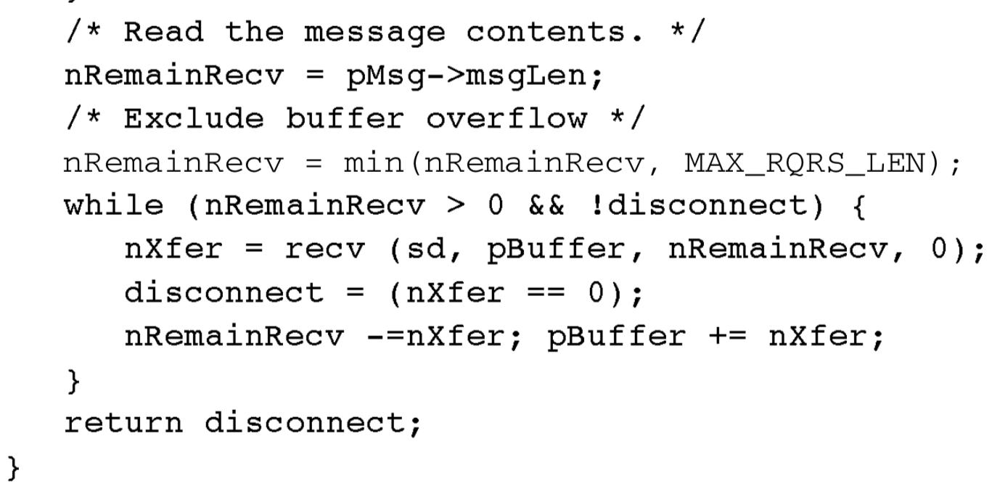 /* Read the message contents. */
nRemainRecv = pMsg->msgLen;
/* Exclude buffer overflow */
nRemainRecv = min(nRemainRecv, MAX_RQRS_LEN);
while (nRemainRecv > 0 && !disconnect) {
nXfer = recv (sd, pBuffer, nRemainRecv, 0);
disconnect = (nXfer == 0);
nRemainRecv -=nXfer; pBuffer += nXfer;
}
return disconnect;
}